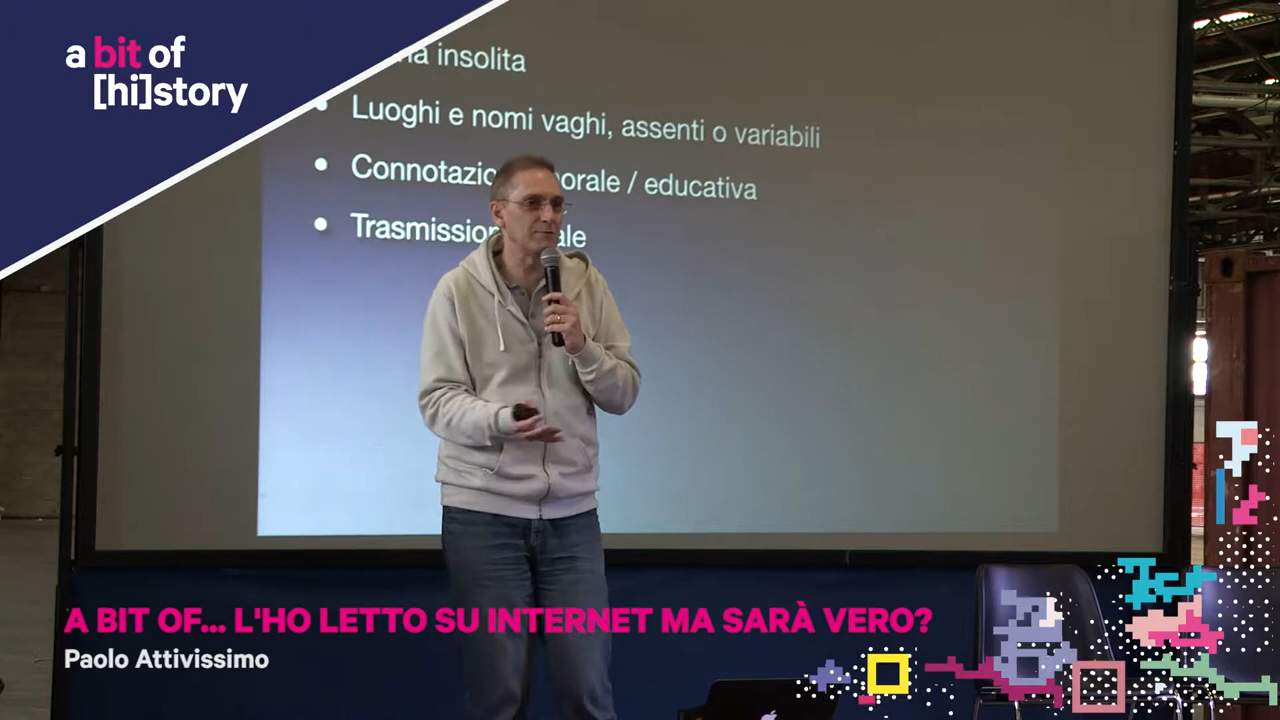 a bit of
[hi]story
insolita
• Luoghi e nomi vaghi, assenti o variabili
• Connotazio orale / educativa
• Trasmission ale
A BIT OF... L'HO LETTO SU INTERNET MA SARÀ VERO?
Paolo Attivissimo